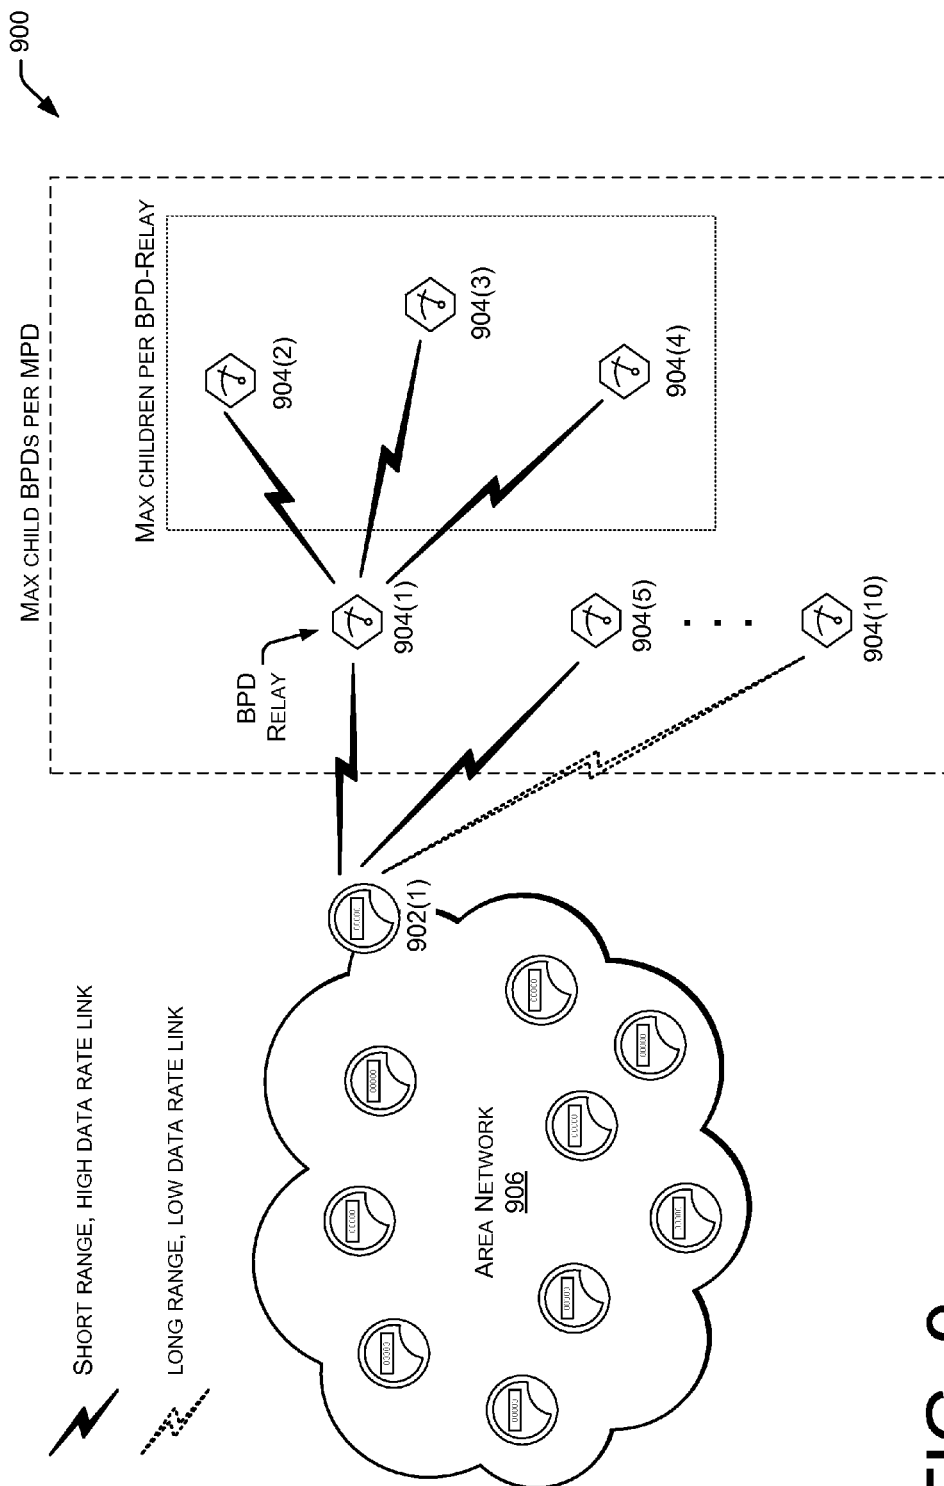 900
MAX CHILD BPDS PER MPD
MAX CHILDREN PER BPD-RELAY
904(2)
904(3)
904(4)
BPD
RELAY
904(1)
904(5)
. . .
904(10)
902(1)
SHORT RANGE, HIGH DATA RATE LINK
LONG RANGE, LOW DATA RATE LINK
AREA NETWORK
906